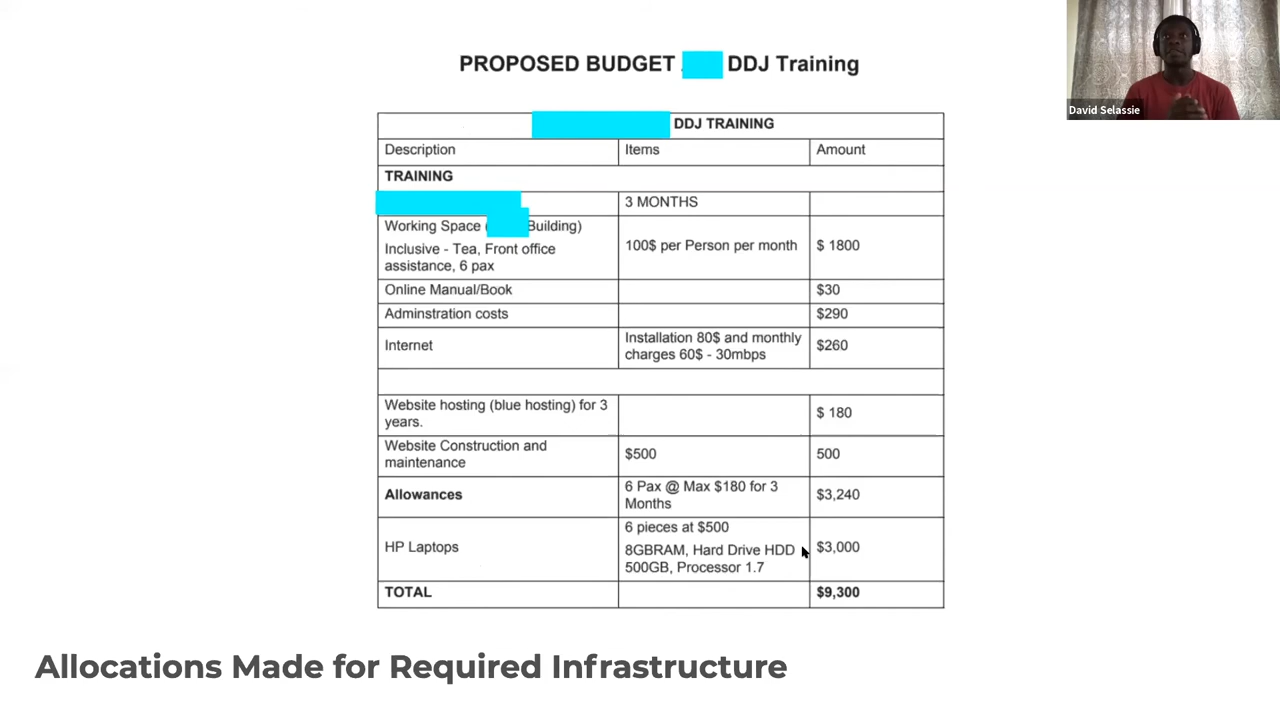 David Selassie
PROPOSED BUDGET DDJ Training
DDJ TRAINING
Description Items Amount
TRAINING
3 MONTHS
Working Space ( Building)
Inclusive - Tea, Front office
assistance, 6 pax
100$ per Person per month
$ 1800
Online Manual/Book $30
Adminstration costs $290
Internet
Installation 80$ and monthly
charges 60$ - 30mbps
$260
Website hosting (blue hosting) for 3
years.
$ 180
Website Construction and
maintenance
$500
500
Allowances
6 Pax @ Max $180 for 3
Months
$3,240
HP Laptops
6 pieces at $500
8GBRAM, Hard Drive HDD
500GB, Processor 1.7
$3,000
TOTAL $9,300
Allocations Made for Required Infrastructure